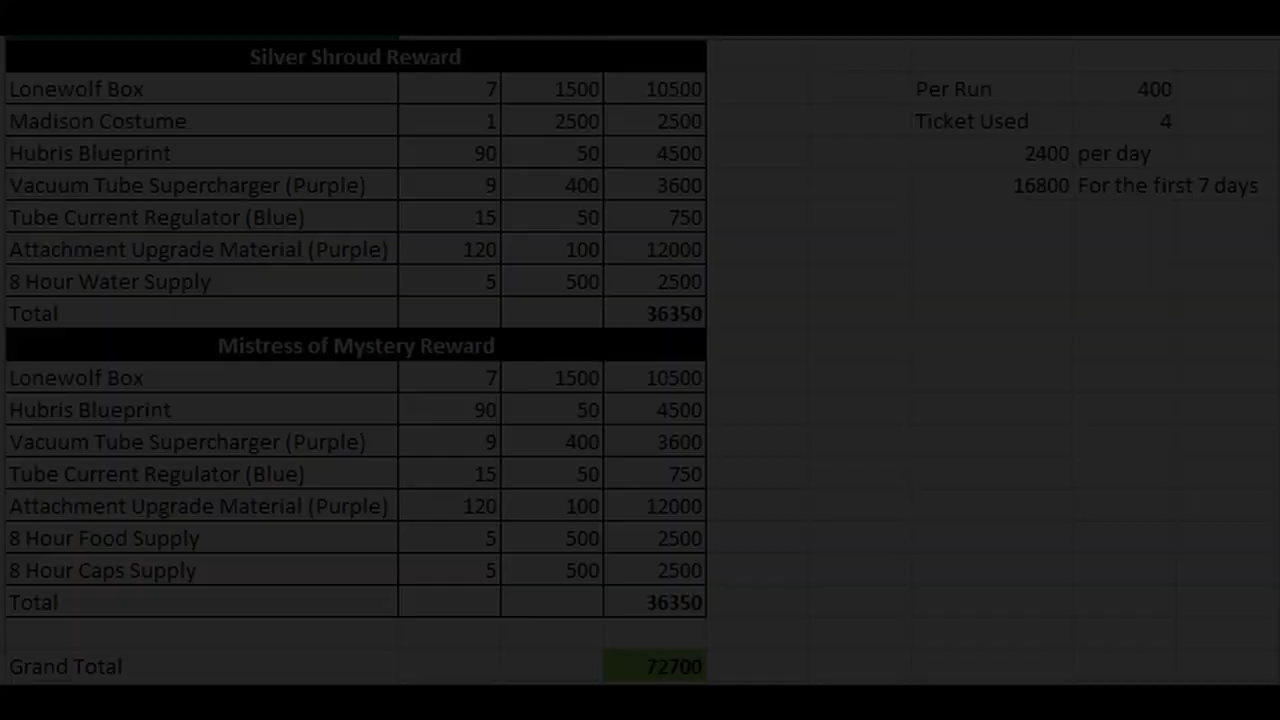 Silver Shroud Reward
Lonewolf Box 7 1500 10500 Per Run 400
Madison Costume 1 2500 2500 Ticket Used 4
Hubris Blueprint 90 50 4500 2400 per day
Vacuum Tube Supercharger (Purple) 9 400 3600 16800 For the first 7 days
Tube Current Regulator (Blue) 15 50 750
Attachment Upgrade Material (Purple) 120 100 12000
8 Hour Water Supply 5 500 2500
Total 36350
Mistress of Mystery Reward
Lonewolf Box 7 1500 10500
Hubris Blueprint 90 50 4500
Vacuum Tube Supercharger (Purple) 9 400 3600
Tube Current Regulator (Blue) 15 50 750
Attachment Upgrade Material (Purple) 120 100 12000
8 Hour Food Supply 5 500 2500
8 Hour Caps Supply 5 500 2500
Total 36350
Grand Total 72700